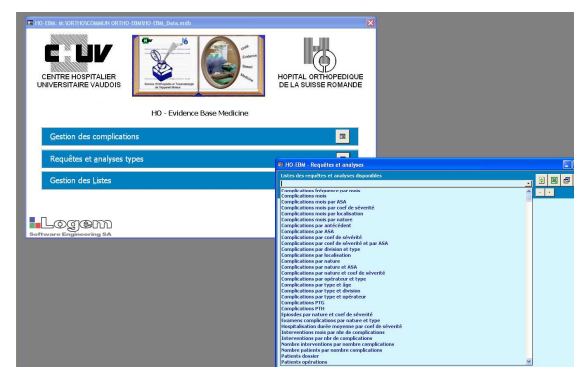 HO-EBM: M:\ORTHO\COMMUN ORTHO\HO-EBM\HO-EBM_Data.mdb
CHUV
CENTRE HOSPITALIER
UNIVERSITAIRE VAUDOIS
HOPITAL ORTHOPEDIQUE
DE LA SUISSE ROMANDE
HO - Evidence Base Medicine
Gestion des complications
Requêtes et analyses types
Gestion des Listes
Logem
Software Engineering SA
HO EBM - Requêtes et analyses
Listes des requêtes et analyses disponibles
Complications fréquence par mois
Complications mois
Complications mois par ASA
Complications mois par coef de sévérité
Complications mois par localisation
Complications mois par nature
Complications par antécédent
Complications par ASA
Complications par coef de sévérité
Complications par coef de sévérité et par ASA
Complications par division et type
Complications par localisation
Complications par nature
Complications par nature et ASA
Complications par nature et coef de sévérité
Complications par opérateur et type
Complications par type et âge
Complications par type et division
Complications par type et opérateur
Complications PTG
Complications PTH
Episodes par nature et coef de sévérité
Examens complications par nature et type
Hospitalisation durée moyenne par coef de sévérité
Interventions mois par nbr de complications
Interventions par nbr de complications
Nombre interventions par nombre complications
Nombre patients par nombre complications
Patients dossier
Patients opérations